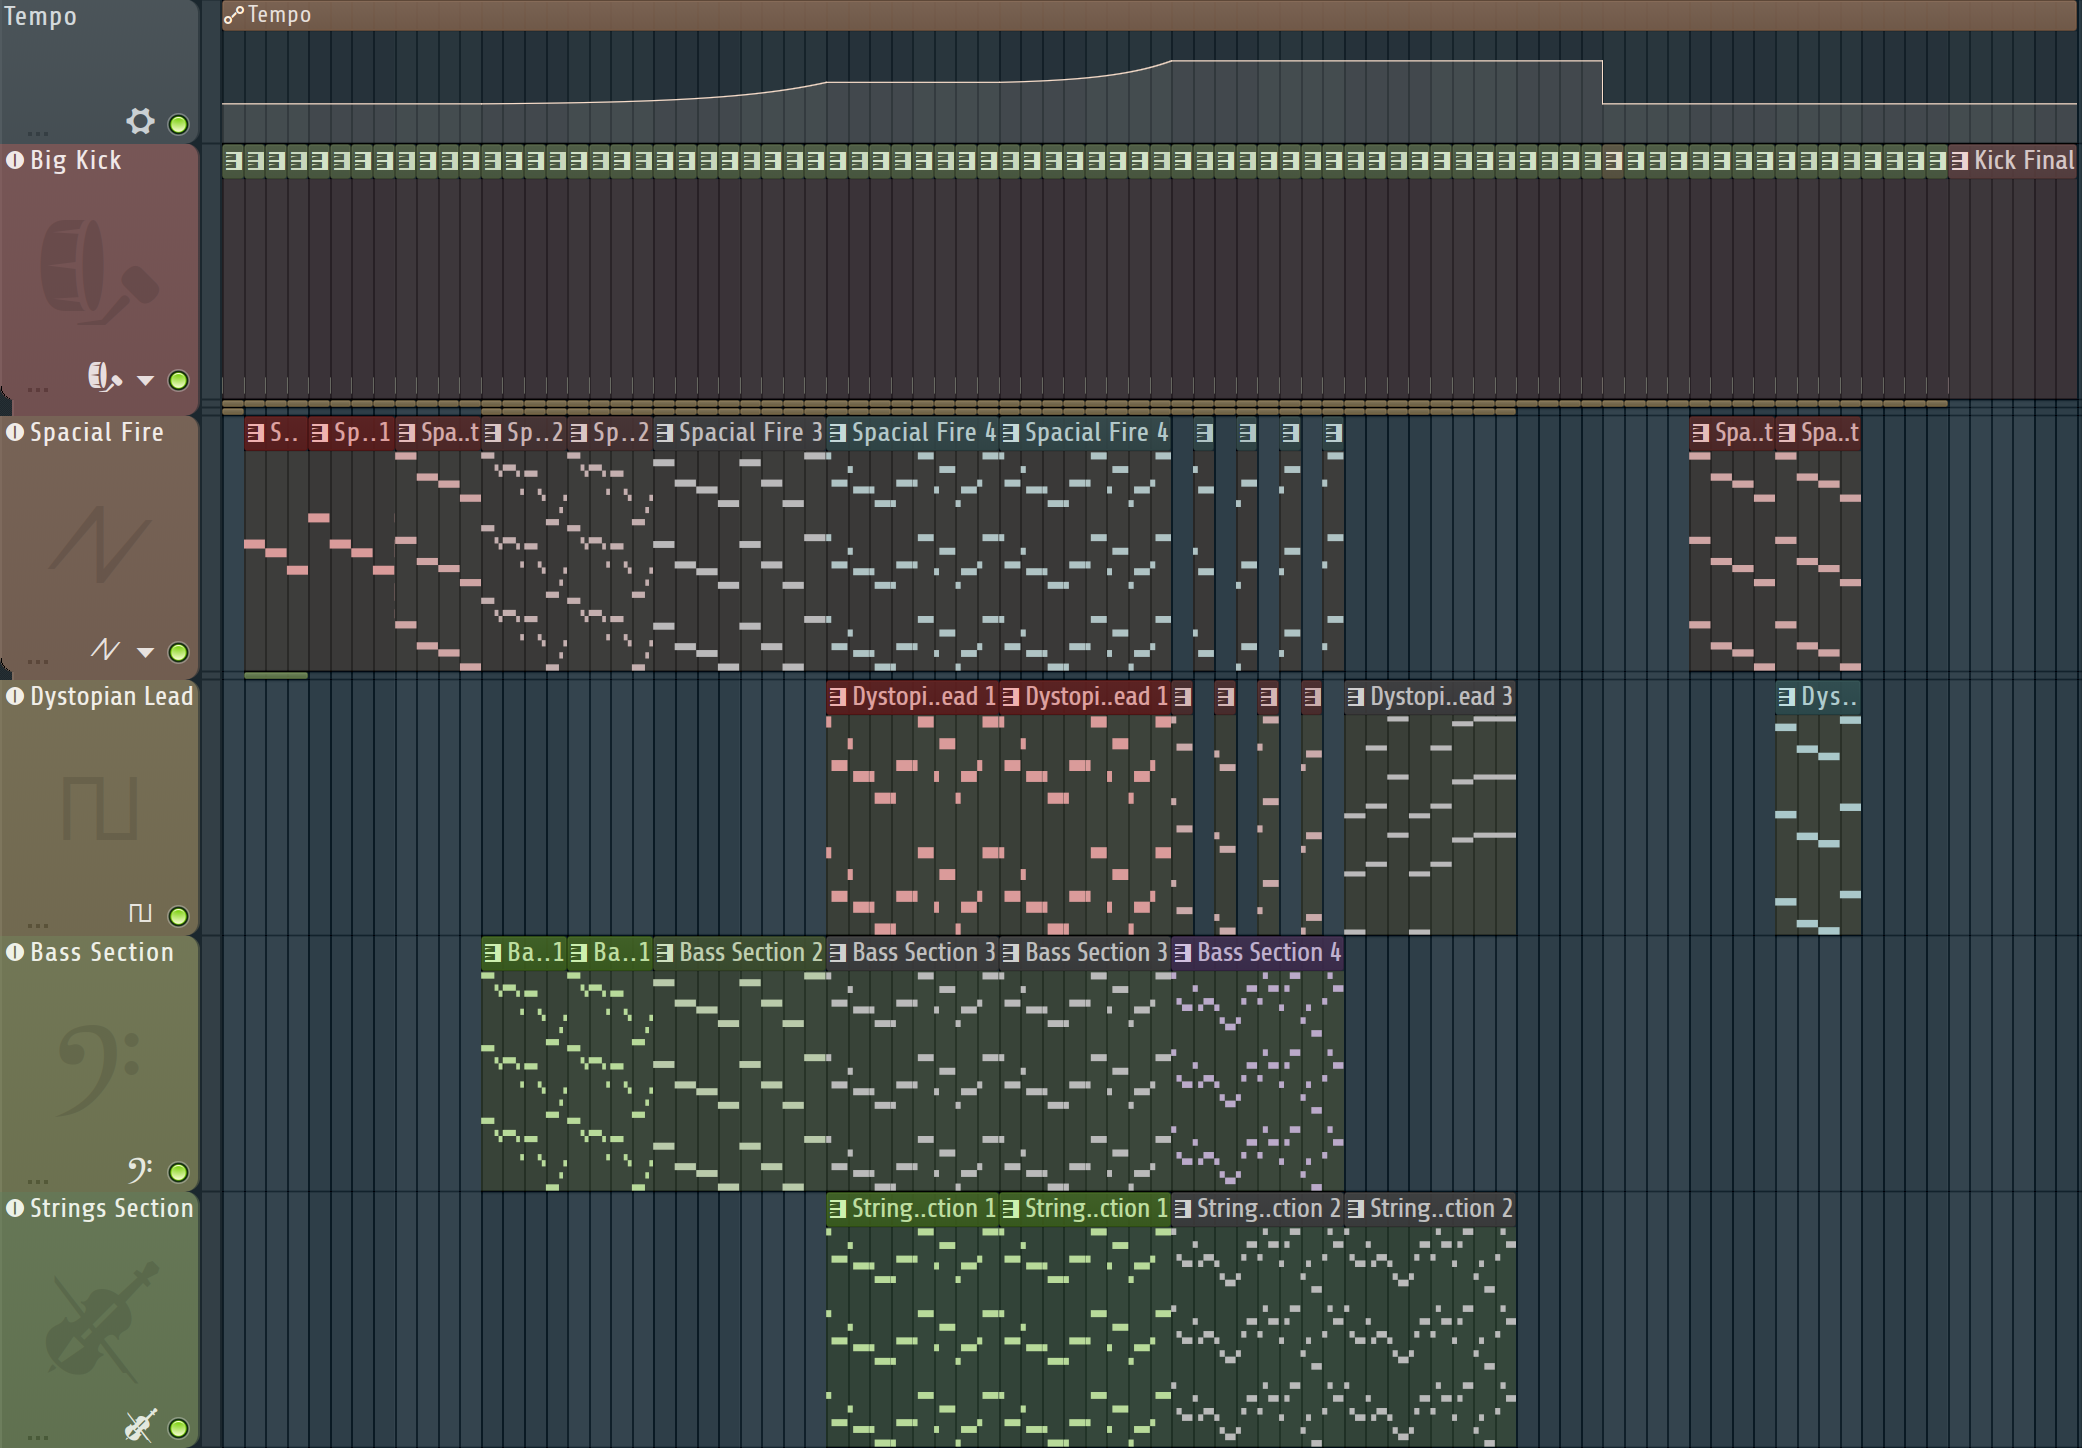 Tempo
Tempo
Big Kick
Kick Final
Spacial Fire
S..
Sp..1
Spa..t
Sp..2
Sp..2
Spacial Fire 3
Spacial Fire 4
Spacial Fire 4
Spa..t
Spa..t
Dystopian Lead
Dystopi..ead 1
Dystopi..ead 1
Dystopi..ead 3
Dys..
Bass Section
Ba..1
Ba..1
Bass Section 2
Bass Section 3
Bass Section 3
Bass Section 4
Strings Section
String..ction 1
String..ction 1
String..ction 2
String..ction 2